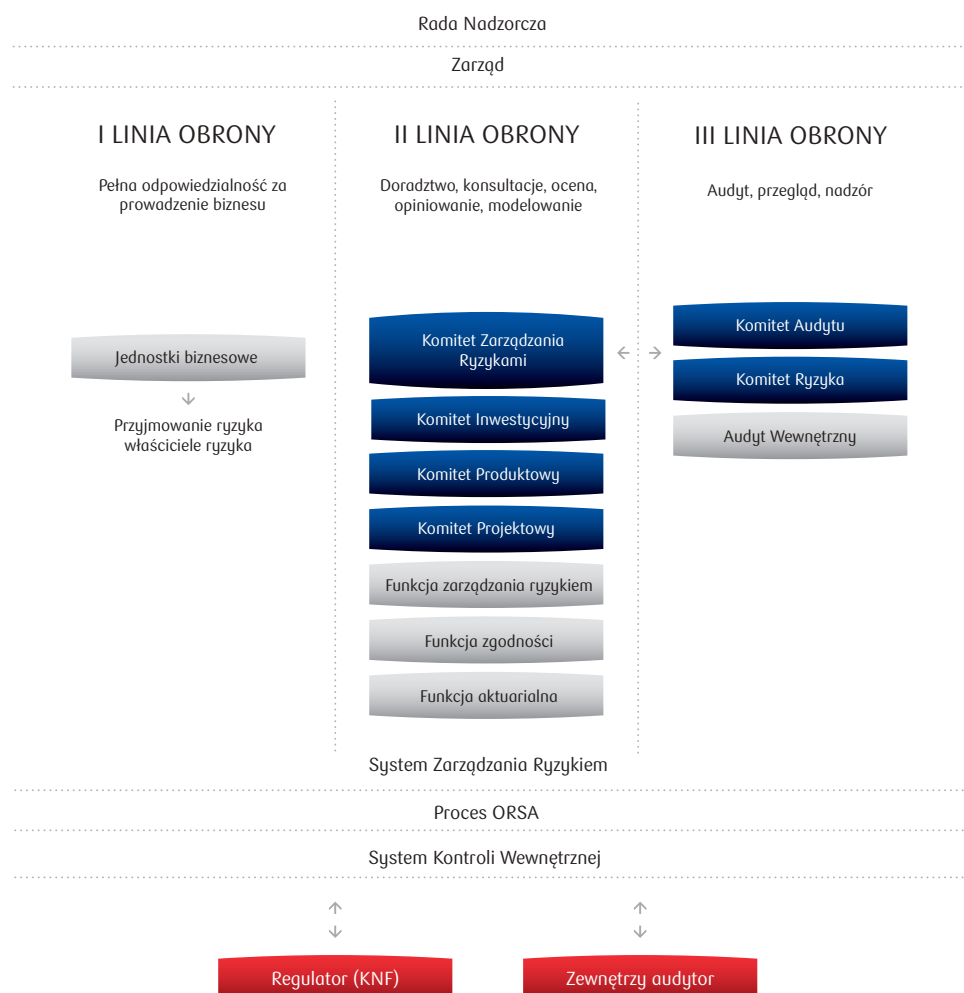 Rada Nadzorcza
Zarząd
I LINIA OBRONY
Pełna odpowiedzialność za
prowadzenie biznesu
Jednostki biznesowe
Przyjmowanie ryzyka
właściciele ryzyka
II LINIA OBRONY
Doradztwo, konsultacje, ocena,
opiniowanie, modelowanie
Komitet Zarządzania
Ryzykami
Komitet Inwestycyjny
Komitet Produktowy
Komitet Projektowy
Funkcja zarządzania ryzykiem
Funkcja zgodności
Funkcja aktuarialna
III LINIA OBRONY
Audyt, przegląd, nadzór
Komitet Audytu
Komitet Ryzyka
Audyt Wewnętrzny
System Zarządzania Ryzykiem
Proces ORSA
System Kontroli Wewnętrznej
Regulator (KNF)
Zewnętrzy audytor